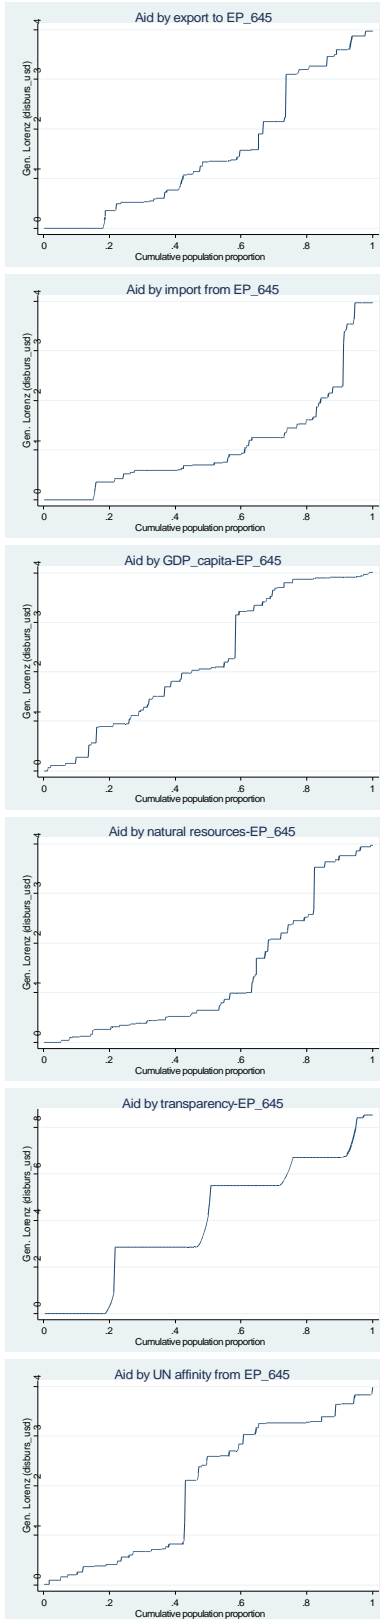 Aid by export to EP_645
Gen. Lorenz (disburs_usd)
4
3
2
1
0
0 .2 .4 .6 .8 1
Cumulative population proportion
Aid by import from EP_645
Gen. Lorenz (disburs_usd)
4
3
2
1
0
0 .2 .4 .6 .8 1
Cumulative population proportion
Aid by GDP_capita-EP_645
Gen. Lorenz (disburs_usd)
4
3
2
1
0
0 .2 .4 .6 .8 1
Cumulative population proportion
Aid by natural resources-EP_645
Gen. Lorenz (disburs_usd)
4
3
2
1
0
0 .2 .4 .6 .8 1
Cumulative population proportion
Aid by transparency-EP_645
Gen. Lorenz (disburs_usd)
.8
.6
.4
.2
0
0 .2 .4 .6 .8 1
Cumulative population proportion
Aid by UN affinity from EP_645
Gen. Lorenz (disburs_usd)
4
3
2
1
0
0 .2 .4 .6 .8 1
Cumulative population proportion